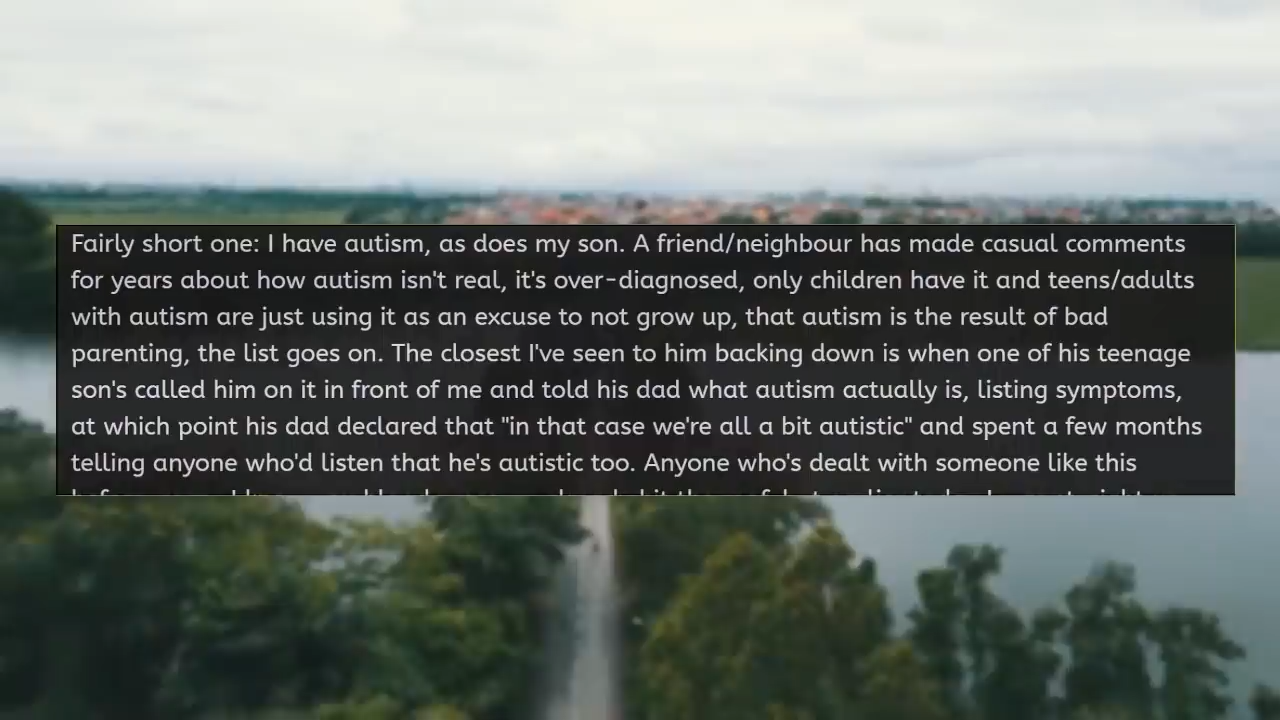 Fairly short one: I have autism, as does my son. A friend/neighbour has made casual comments
for years about how autism isn't real, it's over-diagnosed, only children have it and teens/adults
with autism are just using it as an excuse to not grow up, that autism is the result of bad
parenting, the list goes on. The closest I've seen to him backing down is when one of his teenage
son's called him on it in front of me and told his dad what autism actually is, listing symptoms,
at which point his dad declared that "in that case we're all a bit autistic" and spent a few months
telling anyone who'd listen that he's autistic too. Anyone who's dealt with someone like this